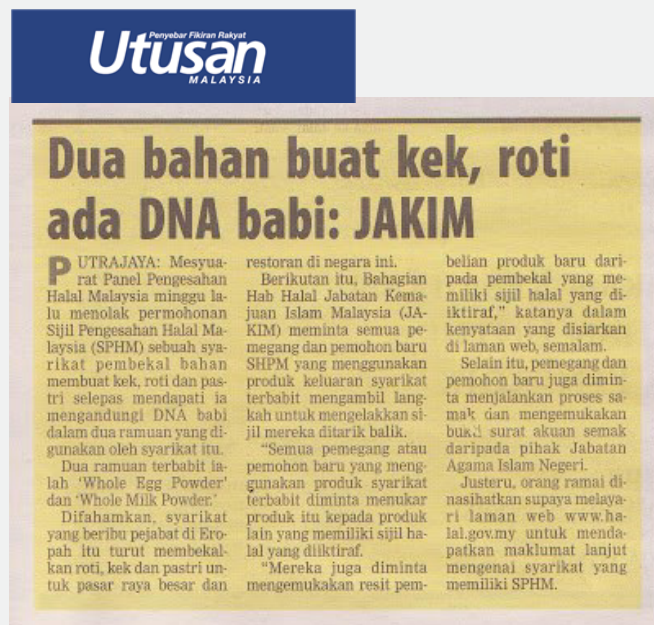 Penyebar Fikiran Rakyat
Utusan
MALAYSIA
Dua bahan buat kek, roti
ada DNA babi: JAKIM
PUTRAJAYA: Mesyua-
rat Panel Pengesahan
Halal Malaysia minggu la-
lu menolak permohonan
Sijil Pengesahan Halal Ma-
laysia (SPHM) sebuah sya-
rikat pembekal bahan
membuat kek, roti dan pas-
tri selepas mendapati ia
mengandungi DNA babi
dalam dua ramuan yang di-
gunakan oleh syarikat itu.
Dua ramuan terbabit ia-
lah 'Whole Egg Powder'
dan 'Whole Milk Powder.'
Difahamkan, syarikat
yang beribu pejabat di Ero-
pah itu turut membekal-
kan roti, kek dan pastri un-
tuk pasar raya besar dan
restoran di negara ini.
Berikutan itu, Bahagian
Hab Halal Jabatan Kema-
juan Islam Malaysia (JA-
KIM) meminta semua pe-
megang dan pemohon baru
SHPM yang menggunakan
produk keluaran syarikat
terbabit mengambil lang-
kah untuk mengelakkan si-
jil mereka ditarik balik.
"Semua pemegang atau
pemohon baru yang meng-
gunakan produk syarikat
terbabit diminta menukar
produk itu kepada produk
lain yang memiliki sijil ha-
lal yang diiktiraf.
"Mereka juga diminta
mengemukakan resit pem-
belian produk baru dari-
pada pembekal yang me-
miliki sijil halal yang di-
iktiraf," katanya dalam
kenyataan yang disiarkan
di laman web, semalam.
Selain itu, pemegang dan
pemohon baru juga dimin-
ta menjalankan proses sa-
mak dan mengemukakan
bukti surat akuan semak
daripada pihak Jabatan
Agama Islam Negeri.
Justeru, orang ramai di-
nasihatkan supaya melaya-
ri laman web www.ha-
lal.gov.my untuk menda-
patkan maklumat lanjut
mengenai syarikat yang
memiliki SPHM.